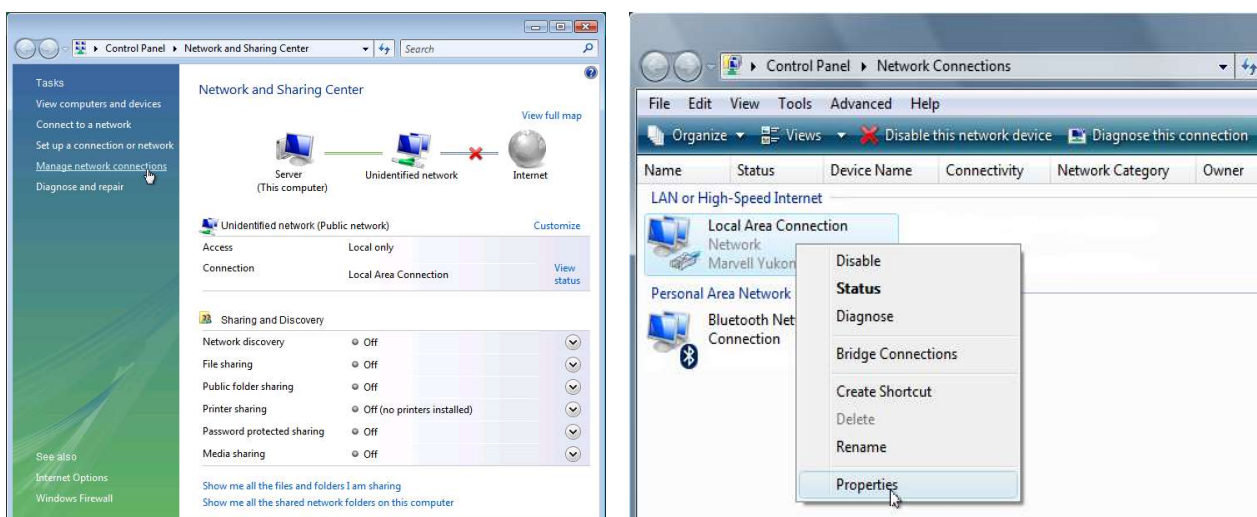 Control Panel ▸ Network and Sharing Center
Search
Tasks
View computers and devices
Connect to a network
Set up a connection or network
Manage network connections
Diagnose and repair
See also
Internet Options
Windows Firewall
Network and Sharing Center
View full map
Server
(This computer)
Unidentified network
Internet
Unidentified network (Public network)
Customize
Access
Local only
Connection
Local Area Connection
View
status
Sharing and Discovery
Network discovery
Off
File sharing
Off
Public folder sharing
Off
Printer sharing
Off (no printers installed)
Password protected sharing
Off
Media sharing
Off
Show me all the files and folders I am sharing
Show me all the shared network folders on this computer
Control Panel ▸ Network Connections
File Edit View Tools Advanced Help
Organize Views Disable this network device Diagnose this connection
Name Status Device Name Connectivity Network Category Owner
LAN or High-Speed Internet
Local Area Connection
Network
Marvell Yukon
Personal Area Network
Bluetooth Net
Connection
Disable
Status
Diagnose
Bridge Connections
Create Shortcut
Delete
Rename
Properties